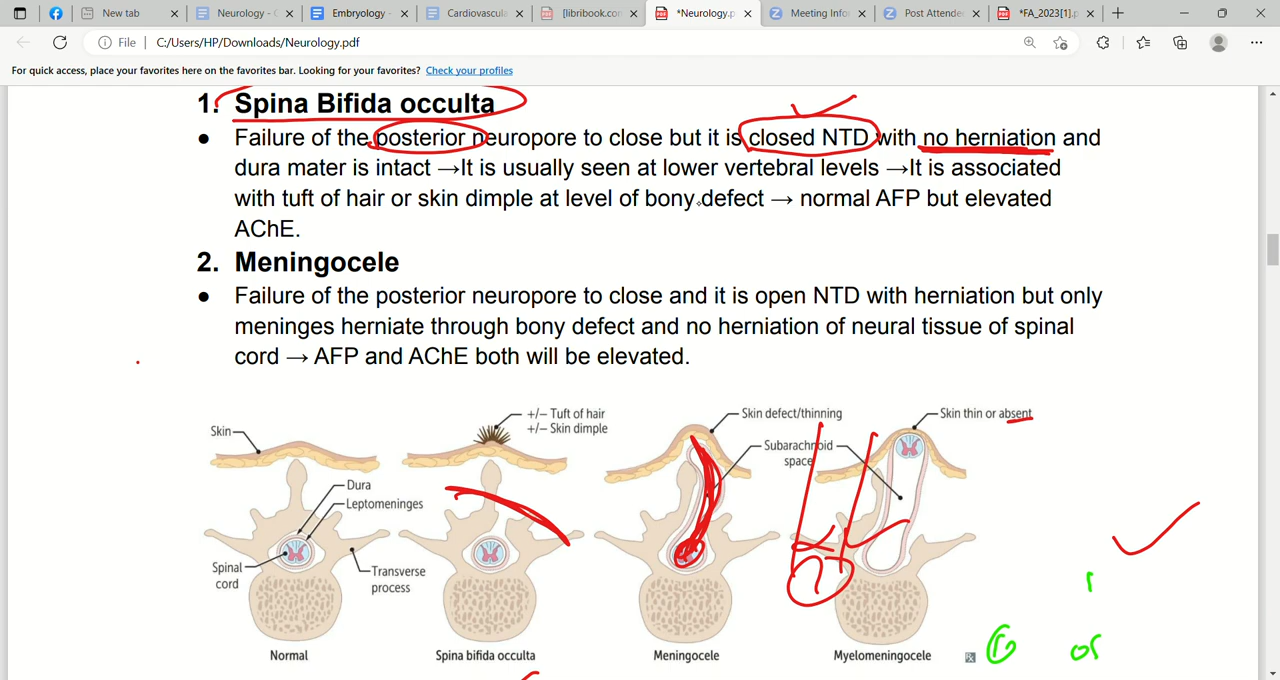 New tab
Neurology - G
Embryology -
Cardiovascula
[libribook.con
*Neurology.p
Meeting Info
Post Attende
*FA_2023[1].p
File
C:/Users/HP/Downloads/Neurology.pdf
For quick access, place your favorites here on the favorites bar. Looking for your favorites? Check your profiles
1. Spina Bifida occulta
● Failure of the posterior neuropore to close but it is closed NTD with no herniation and
dura mater is intact →It is usually seen at lower vertebral levels →It is associated
with tuft of hair or skin dimple at level of bony defect → normal AFP but elevated
AChE.
2. Meningocele
● Failure of the posterior neuropore to close and it is open NTD with herniation but only
meninges herniate through bony defect and no herniation of neural tissue of spinal
cord → AFP and AChE both will be elevated.
Skin
+/– Tuft of hair
+/– Skin dimple
Skin defect/thinning
Skin thin or absent
Subarachnoid
space
Dura
Leptomeninges
Spinal
cord
Transverse
process
Normal
Spina bifida occulta
Meningocele
Myelomeningocele
Rx
or